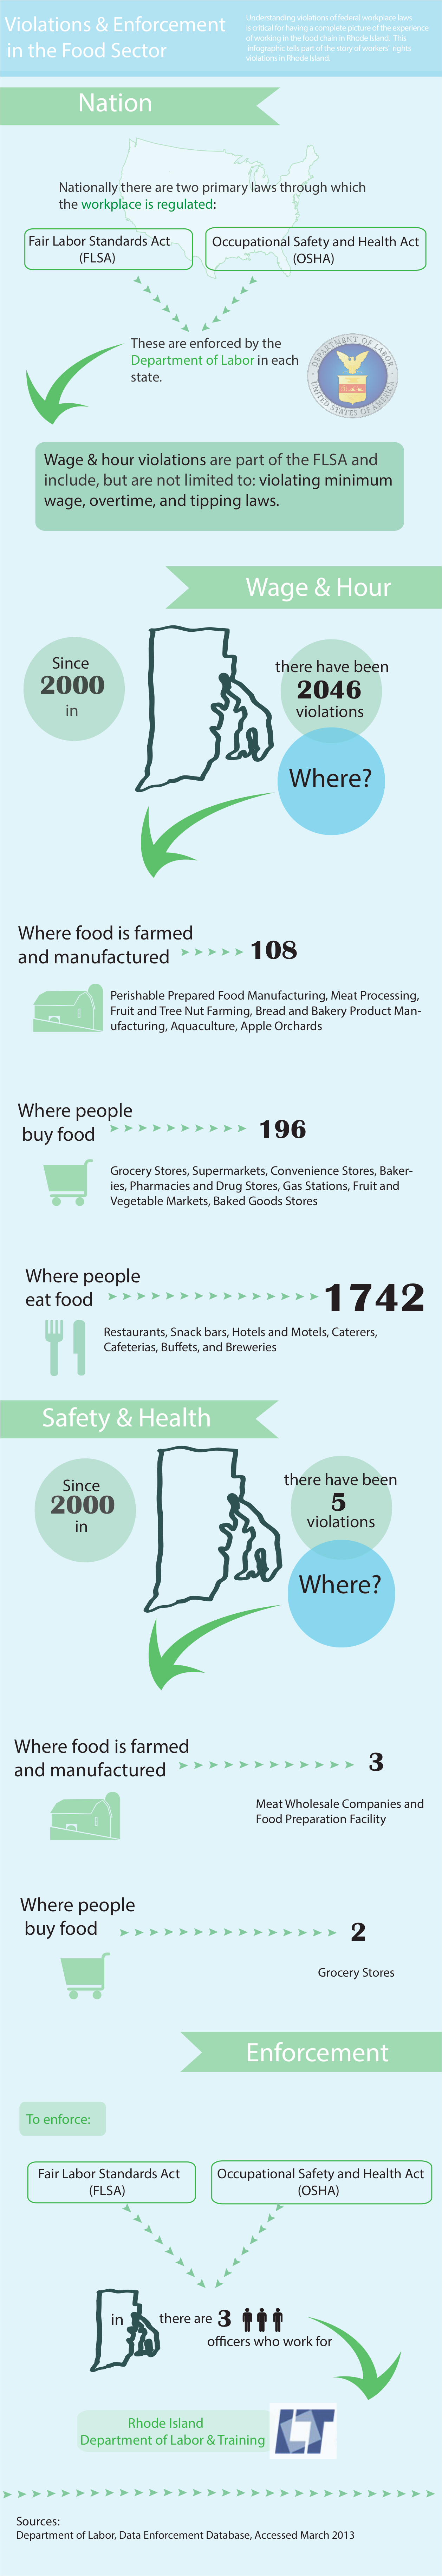 Violations & Enforcement
in the Food Sector
Understanding violations of federal workplace laws
is critical for having a complete picture of the experience
of working in the food chain in Rhode Island. This
infographic tells part of the story of workers' rights
violations in Rhode Island.
Nation
Nationally there are two primary laws through which
the workplace is regulated:
Fair Labor Standards Act
(FLSA)
Occupational Safety and Health Act
(OSHA)
These are enforced by the
Department of Labor in each
state.
DEPARTMENT OF LABOR
UNITED STATES OF AMERICA
Wage & hour violations are part of the FLSA and
include, but are not limited to: violating minimum
wage, overtime, and tipping laws.
Wage & Hour
Since
2000
in
there have been
2046
violations
Where?
Where food is farmed
and manufactured
108
Perishable Prepared Food Manufacturing, Meat Processing,
Fruit and Tree Nut Farming, Bread and Bakery Product Man-
ufacturing, Aquaculture, Apple Orchards
Where people
buy food
196
Grocery Stores, Supermarkets, Convenience Stores, Baker-
ies, Pharmacies and Drug Stores, Gas Stations, Fruit and
Vegetable Markets, Baked Goods Stores
Where people
eat food
1742
Restaurants, Snack bars, Hotels and Motels, Caterers,
Cafeterias, Buffets, and Breweries
Safety & Health
Since
2000
in
there have been
5
violations
Where?
Where food is farmed
and manufactured
3
Meat Wholesale Companies and
Food Preparation Facility
Where people
buy food
2
Grocery Stores
Enforcement
To enforce:
Fair Labor Standards Act
(FLSA)
Occupational Safety and Health Act
(OSHA)
in
there are 3
officers who work for
Rhode Island
Department of Labor & Training
LT
Sources:
Department of Labor, Data Enforcement Database, Accessed March 2013